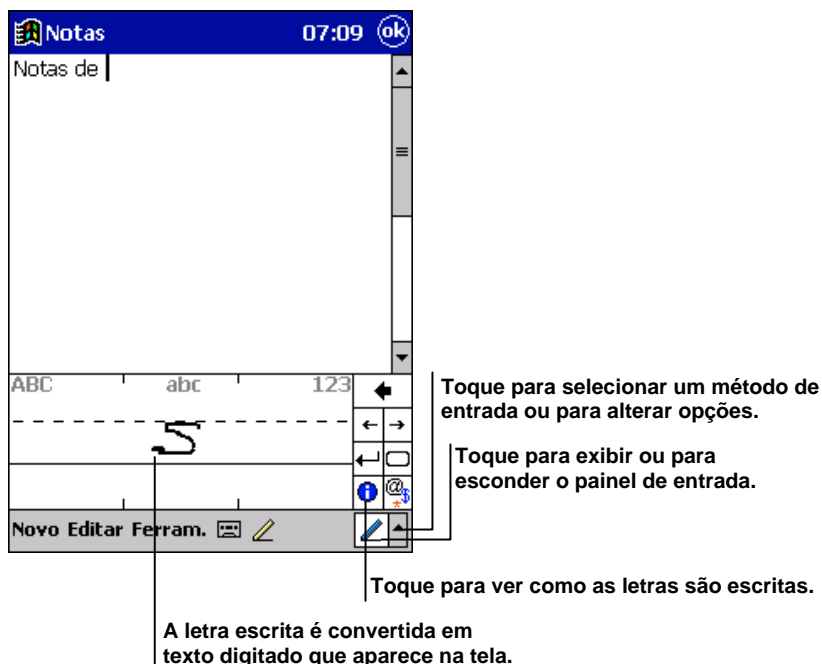 Notas 07:09 ok
Notas de
ABC abc 123
s
@ $ *
Novo Editar Ferram.
Toque para selecionar um método de
entrada ou para alterar opções.
Toque para exibir ou para
esconder o painel de entrada.
Toque para ver como as letras são escritas.
A letra escrita é convertida em
texto digitado que aparece na tela.